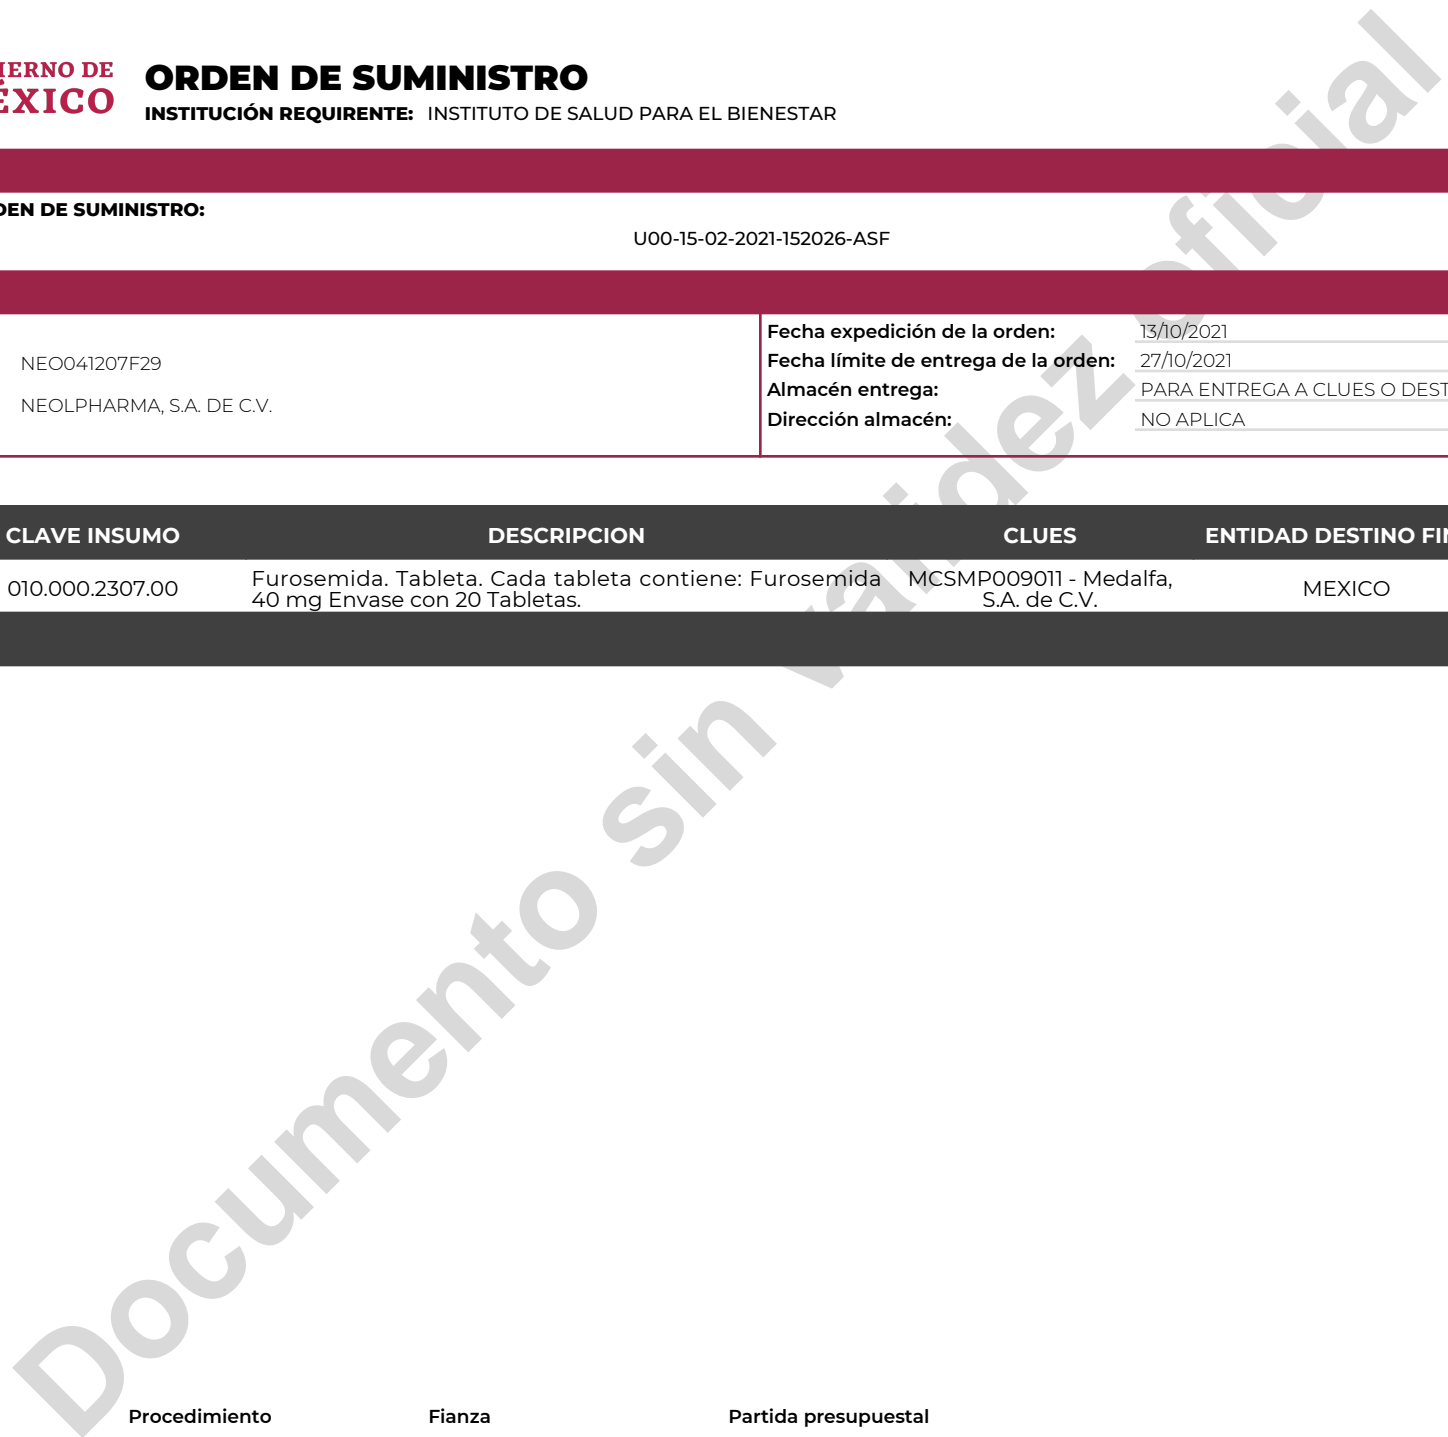 IERNO DE
ÉXICO
ORDEN DE SUMINISTRO
INSTITUCIÓN REQUIRENTE: INSTITUTO DE SALUD PARA EL BIENESTAR
DEN DE SUMINISTRO:
U00-15-02-2021-152026-ASF
NEO041207F29
NEOLPHARMA, S.A. DE C.V.
Fecha expedición de la orden: 13/10/2021
Fecha límite de entrega de la orden: 27/10/2021
Almacén entrega: PARA ENTREGA A CLUES O DEST
Dirección almacén: NO APLICA
CLAVE INSUMO DESCRIPCION CLUES ENTIDAD DESTINO FIN
010.000.2307.00
Furosemida. Tableta. Cada tableta contiene: Furosemida
40 mg Envase con 20 Tabletas.
MCSMP009011 - Medalfa,
S.A. de C.V.
MEXICO
Documento sin validez oficial
Procedimiento Fianza Partida presupuestal